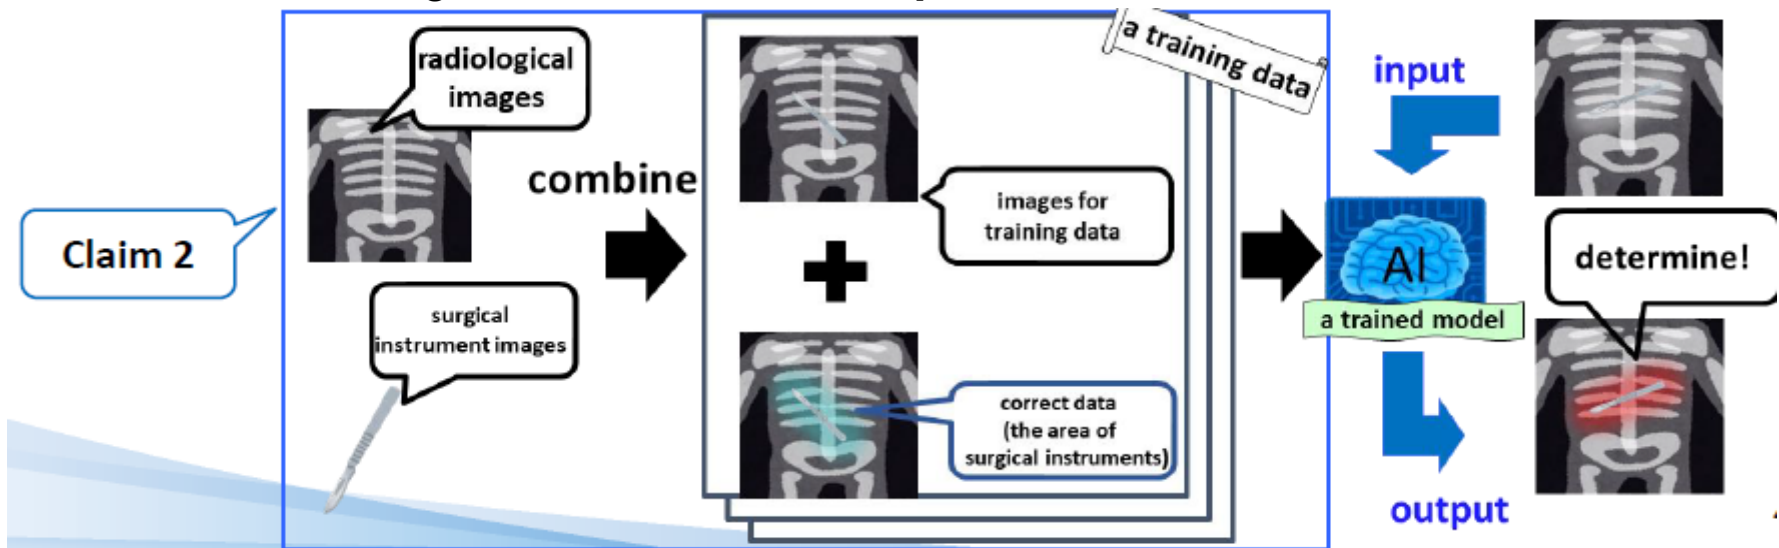 Claim 2
radiological
images
surgical
instrument images
combine
a training data
images for
training data
correct data
(the area of
surgical instruments)
input
AI
a trained model
determine!
output